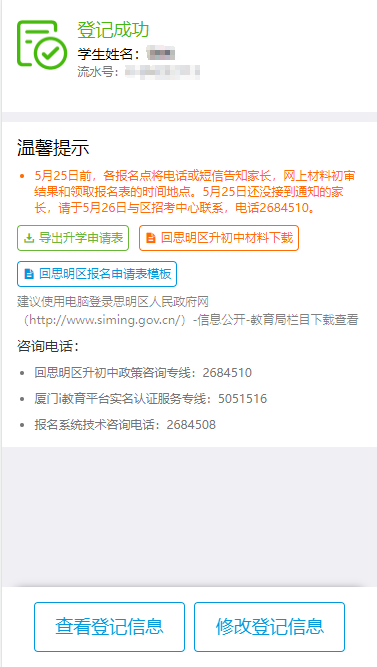 登记成功
学生姓名：
流水号：
温馨提示
5月25日前，各报名点将电话或短信告知家长，网上材料初审
结果和领取报名表的时间地点。5月25日还没接到通知的家
长，请于5月26日与区招考中心联系，电话2684510。
导出升学申请表 回思明区升初中材料下载
回思明区报名申请表模板
建议使用电脑登录思明区人民政府网
（http://www.siming.gov.cn/）-信息公开-教育局栏目下载查看
咨询电话：
回思明区升初中政策咨询专线：2684510
厦门i教育平台实名认证服务专线：5051516
报名系统技术咨询电话：2684508
查看登记信息 修改登记信息